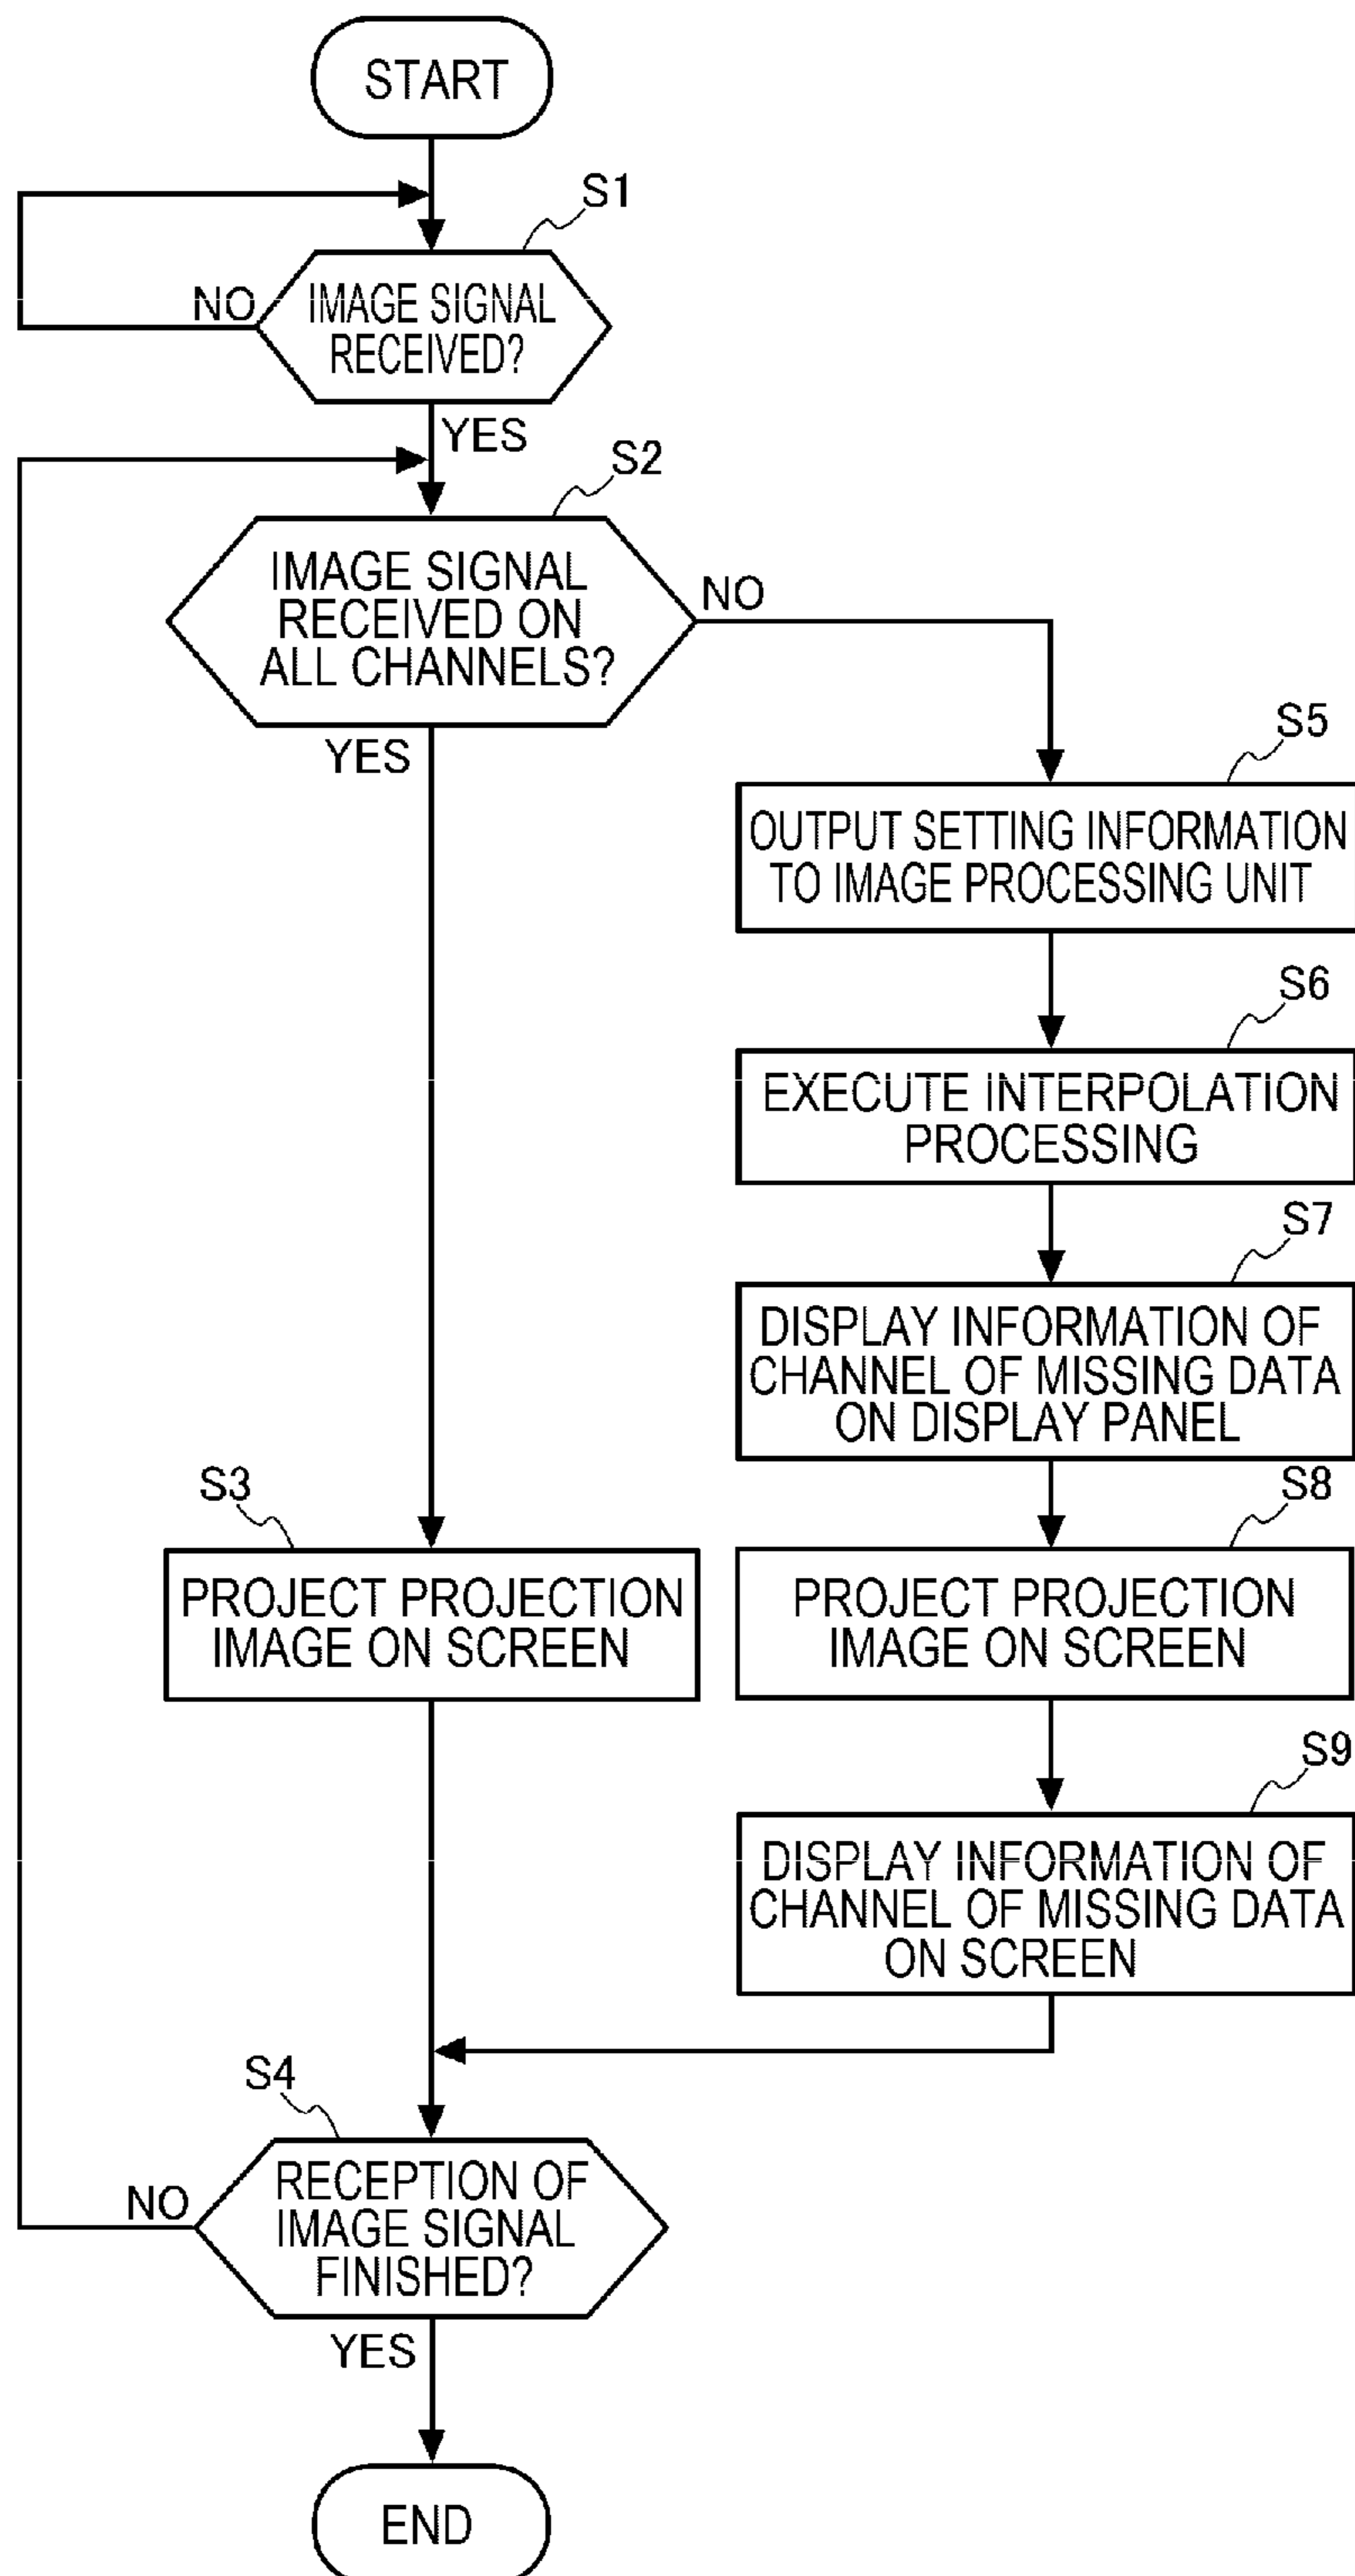 START
S1
NO
IMAGE SIGNAL
RECEIVED?
YES
S2
IMAGE SIGNAL
RECEIVED ON
ALL CHANNELS?
NO
YES
S5
OUTPUT SETTING INFORMATION
TO IMAGE PROCESSING UNIT
S6
EXECUTE INTERPOLATION
PROCESSING
S7
DISPLAY INFORMATION OF
CHANNEL OF MISSING DATA
ON DISPLAY PANEL
S3
PROJECT PROJECTION
IMAGE ON SCREEN
S8
PROJECT PROJECTION
IMAGE ON SCREEN
S9
DISPLAY INFORMATION OF
CHANNEL OF MISSING DATA
ON SCREEN
S4
NO
RECEPTION OF
IMAGE SIGNAL
FINISHED?
YES
END